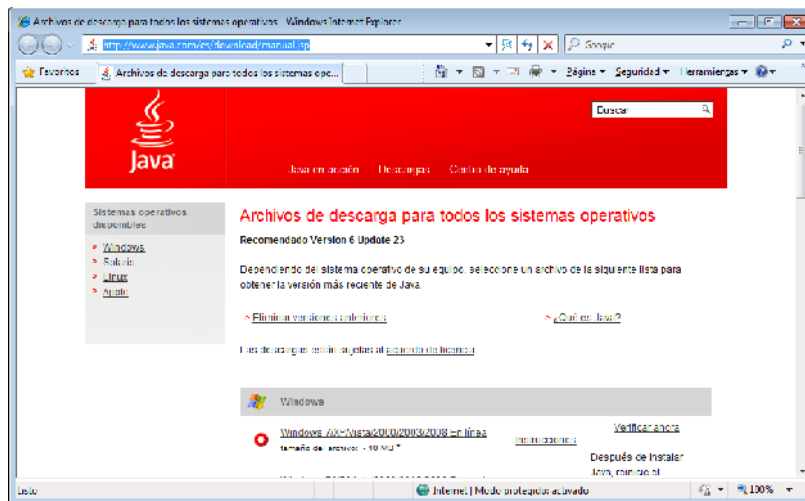 Archivos de descarga para todos los sistemas operativos - Windows Internet Explorer
http://www.java.com/es/download/manual.jsp
Google
Favoritos
Archivos de descarga para todos los sistemas ope...
Página
Seguridad
Herramientas
Java
Buscar
Java en acción
Descargas
Centro de ayuda
Sistemas operativos
disponibles
Windows
Solaris
Linux
Apple
Archivos de descarga para todos los sistemas operativos
Recomendado Version 6 Update 23
Dependiendo del sistema operativo de su equipo, seleccione un archivo de la siguiente lista para
obtener la versión más reciente de Java.
Eliminar versiones anteriores
¿Qué es Java?
Las descargas están sujetas al acuerdo de licencia
Windows
Windows 7/XP/Vista/2000/2003/2008 En línea
tamaño del archivo: ~ 10 MB
Instrucciones
Verificar ahora
Después de instalar
Java, reinicie el
Listo
Internet | Modo protegido: activado
100%